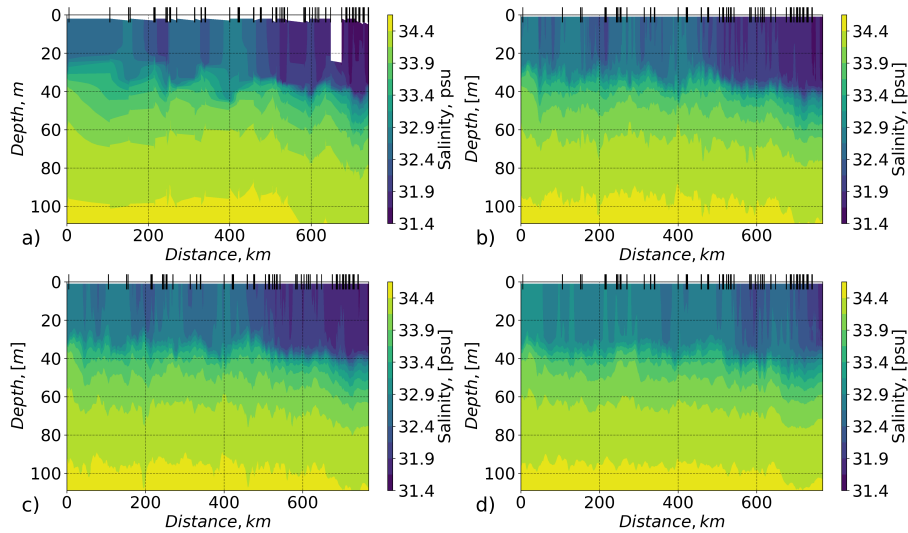 0
20
40
60
80
100
Depth, m
0 200 400 600
Distance, km
a)
34.4
33.9
33.4
32.9
32.4
31.9
31.4
Salinity, psu
0
20
40
60
80
100
Depth, [m]
0 200 400 600
Distance, km
b)
34.4
33.9
33.4
32.9
32.4
31.9
31.4
Salinity, [psu]
0
20
40
60
80
100
Depth, [m]
0 200 400 600
Distance, km
c)
34.4
33.9
33.4
32.9
32.4
31.9
31.4
Salinity, [psu]
0
20
40
60
80
100
Depth, [m]
0 200 400 600
Distance, km
d)
34.4
33.9
33.4
32.9
32.4
31.9
31.4
Salinity, [psu]